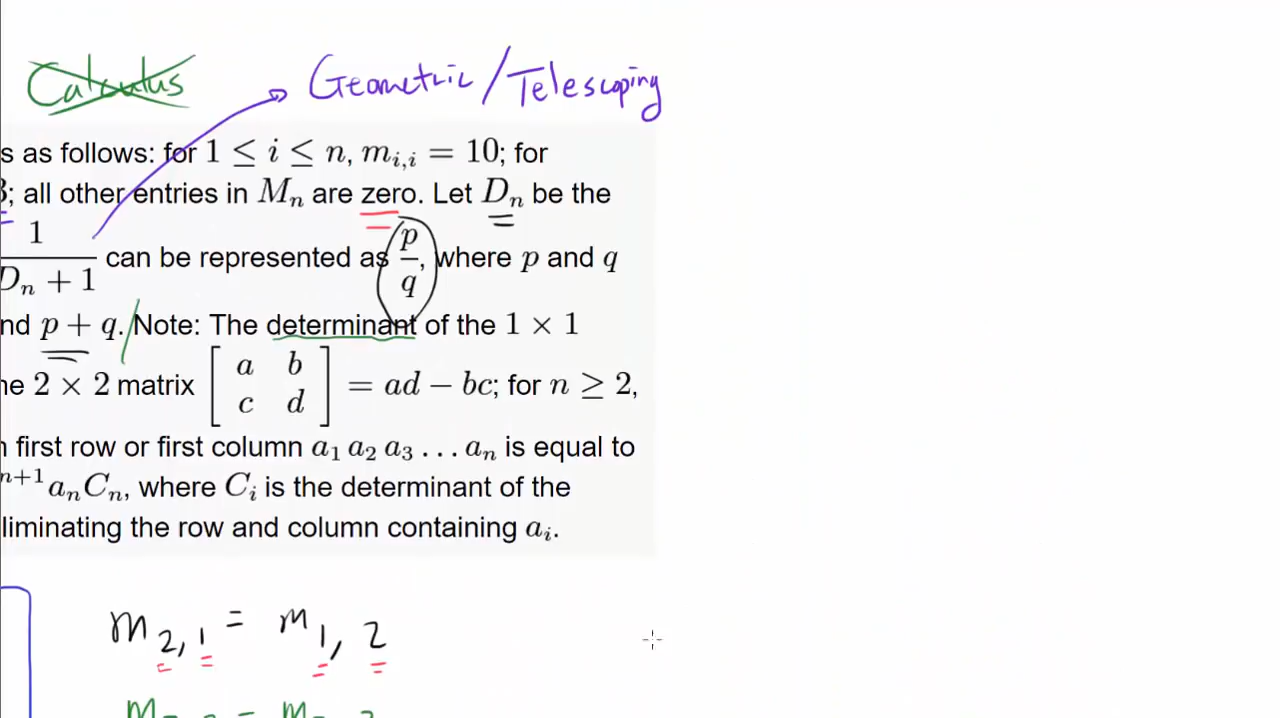 Calculus Geometric/Telescoping
s as follows: for 1 ≤ i ≤ n, m_{i,i} = 10; for
3; all other entries in M_n are zero. Let D_n be the
1/(D_n + 1) can be represented as p/q, where p and q
nd p + q. Note: The determinant of the 1 × 1
he 2 × 2 matrix [a b; c d] = ad − bc; for n ≥ 2,
n first row or first column a_1 a_2 a_3 … a_n is equal to
^{n+1} a_n C_n, where C_i is the determinant of the
liminating the row and column containing a_i.
m_{2,1} = m_{1,2}